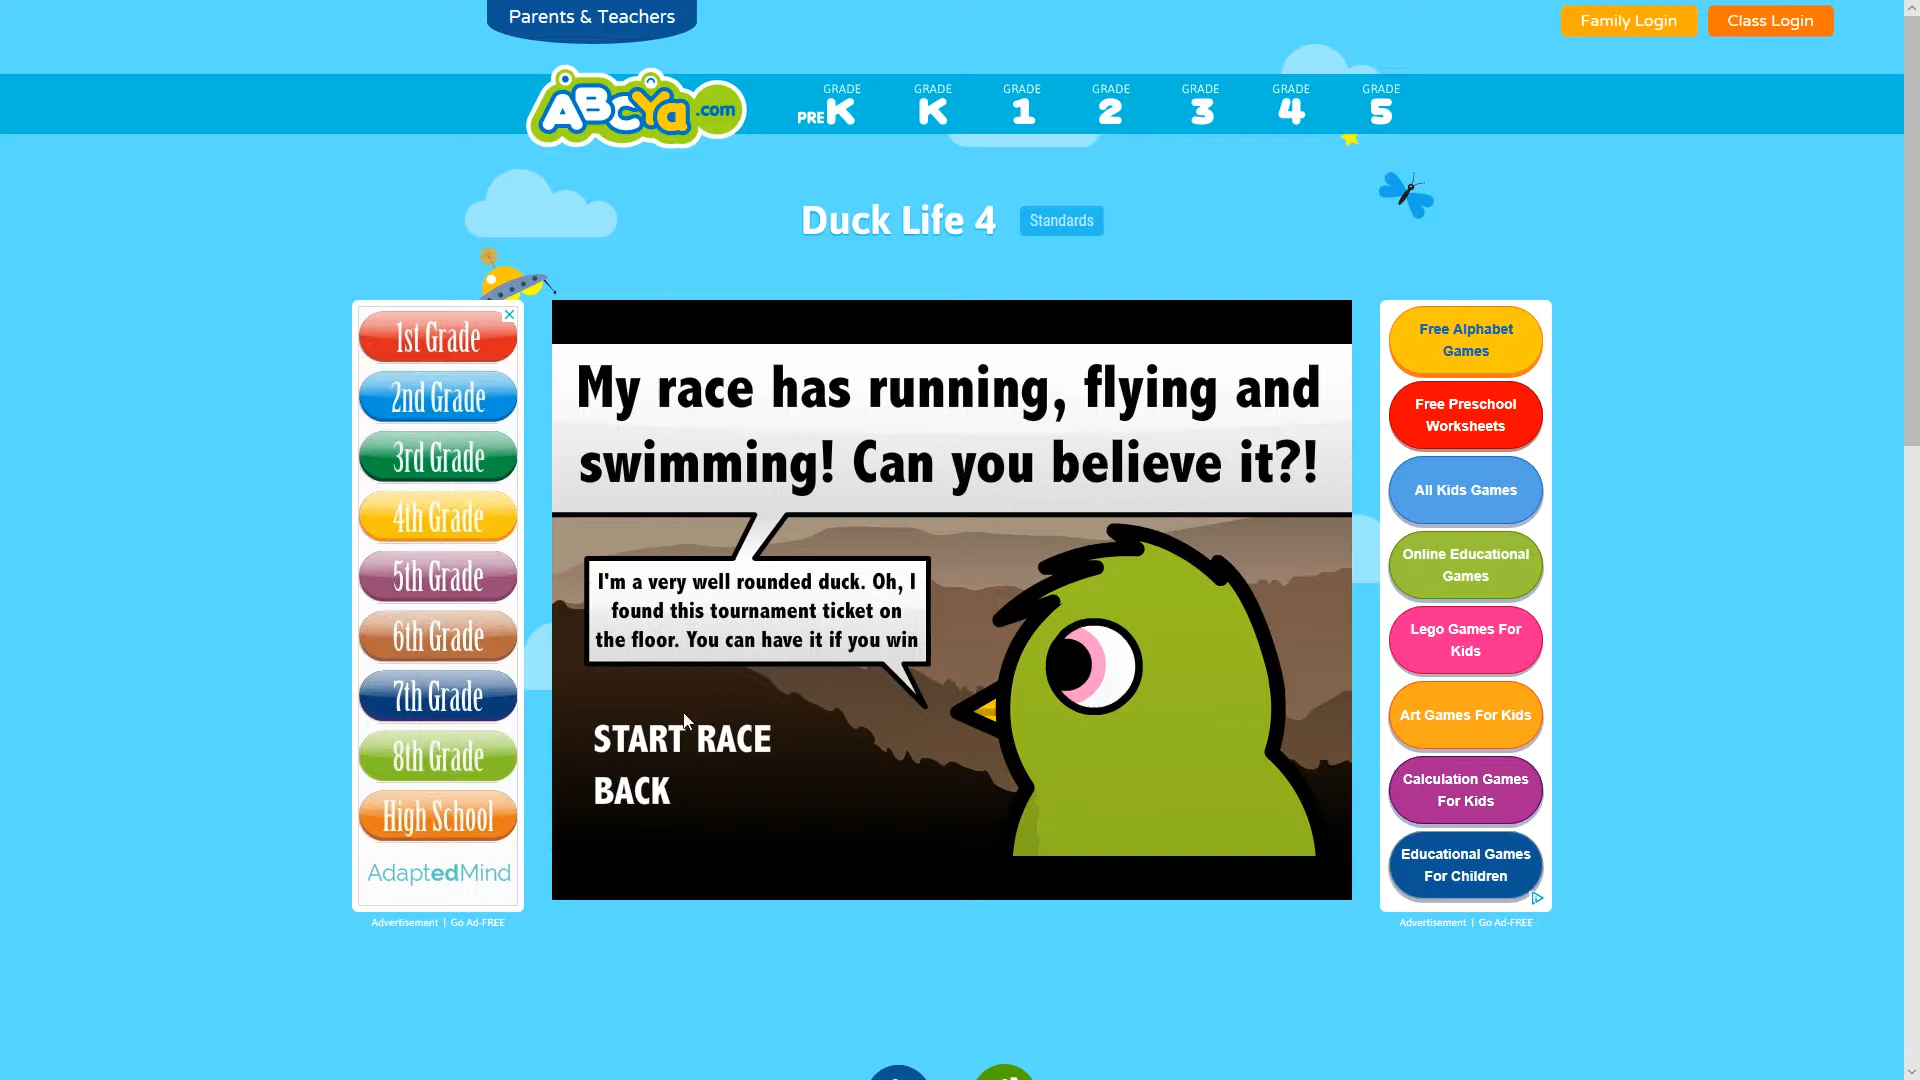 Parents & Teachers
Family Login
Class Login
ABCYa.com
GRADE
PRE K
GRADE
K
GRADE
1
GRADE
2
GRADE
3
GRADE
4
GRADE
5
Duck Life 4
Standards
1st Grade
2nd Grade
3rd Grade
4th Grade
5th Grade
6th Grade
7th Grade
8th Grade
High School
AdaptedMind
Advertisement | Go Ad-FREE
My race has running, flying and
swimming! Can you believe it?!
I'm a very well rounded duck. Oh, I
found this tournament ticket on
the floor. You can have it if you win
START RACE
BACK
Free Alphabet
Games
Free Preschool
Worksheets
All Kids Games
Online Educational
Games
Lego Games For
Kids
Art Games For Kids
Calculation Games
For Kids
Educational Games
For Children
Advertisement | Go Ad-FREE